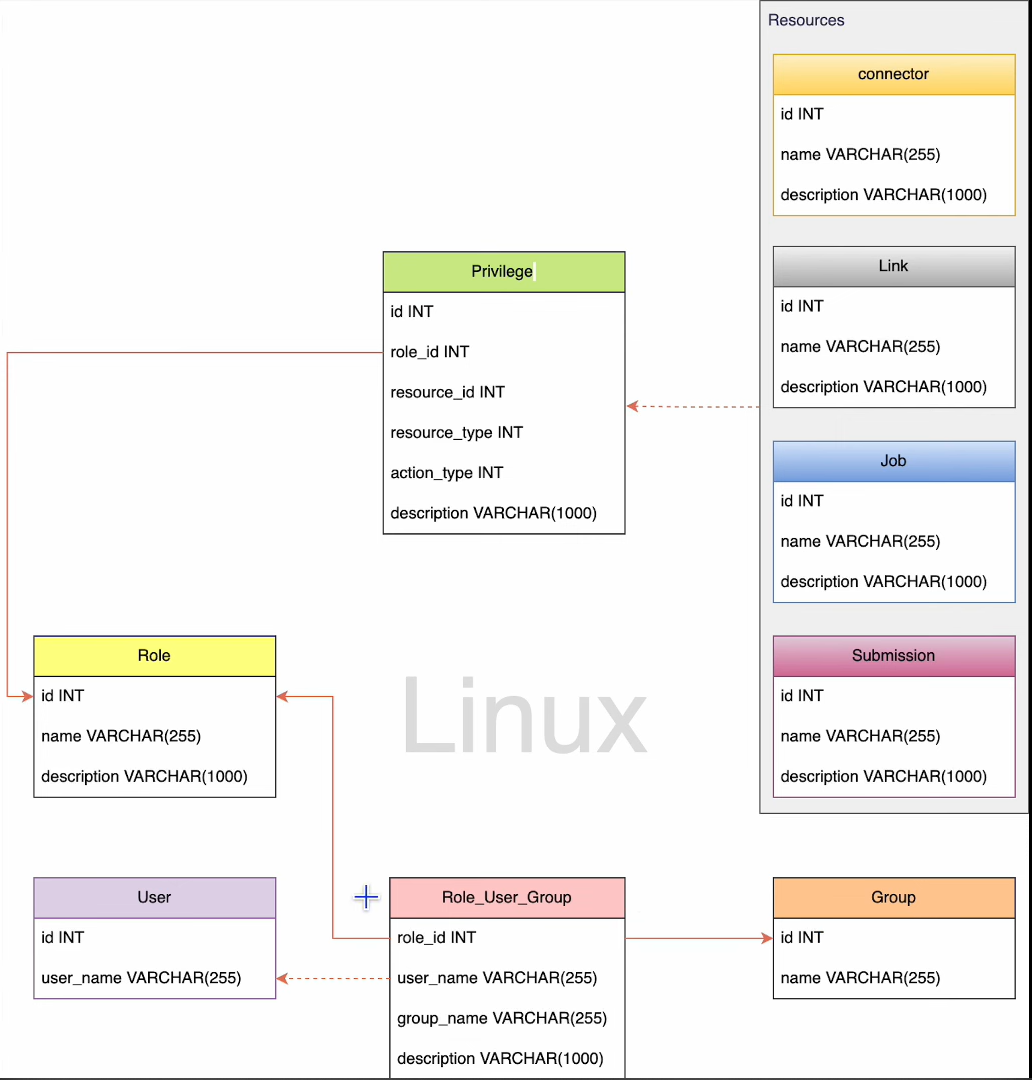 Resources
connector
id INT
name VARCHAR(255)
description VARCHAR(1000)
Link
id INT
name VARCHAR(255)
description VARCHAR(1000)
Job
id INT
name VARCHAR(255)
description VARCHAR(1000)
Submission
id INT
name VARCHAR(255)
description VARCHAR(1000)
Privilege
id INT
role_id INT
resource_id INT
resource_type INT
action_type INT
description VARCHAR(1000)
Role
id INT
name VARCHAR(255)
description VARCHAR(1000)
Linux
User
id INT
user_name VARCHAR(255)
Role_User_Group
role_id INT
user_name VARCHAR(255)
group_name VARCHAR(255)
description VARCHAR(1000)
Group
id INT
name VARCHAR(255)